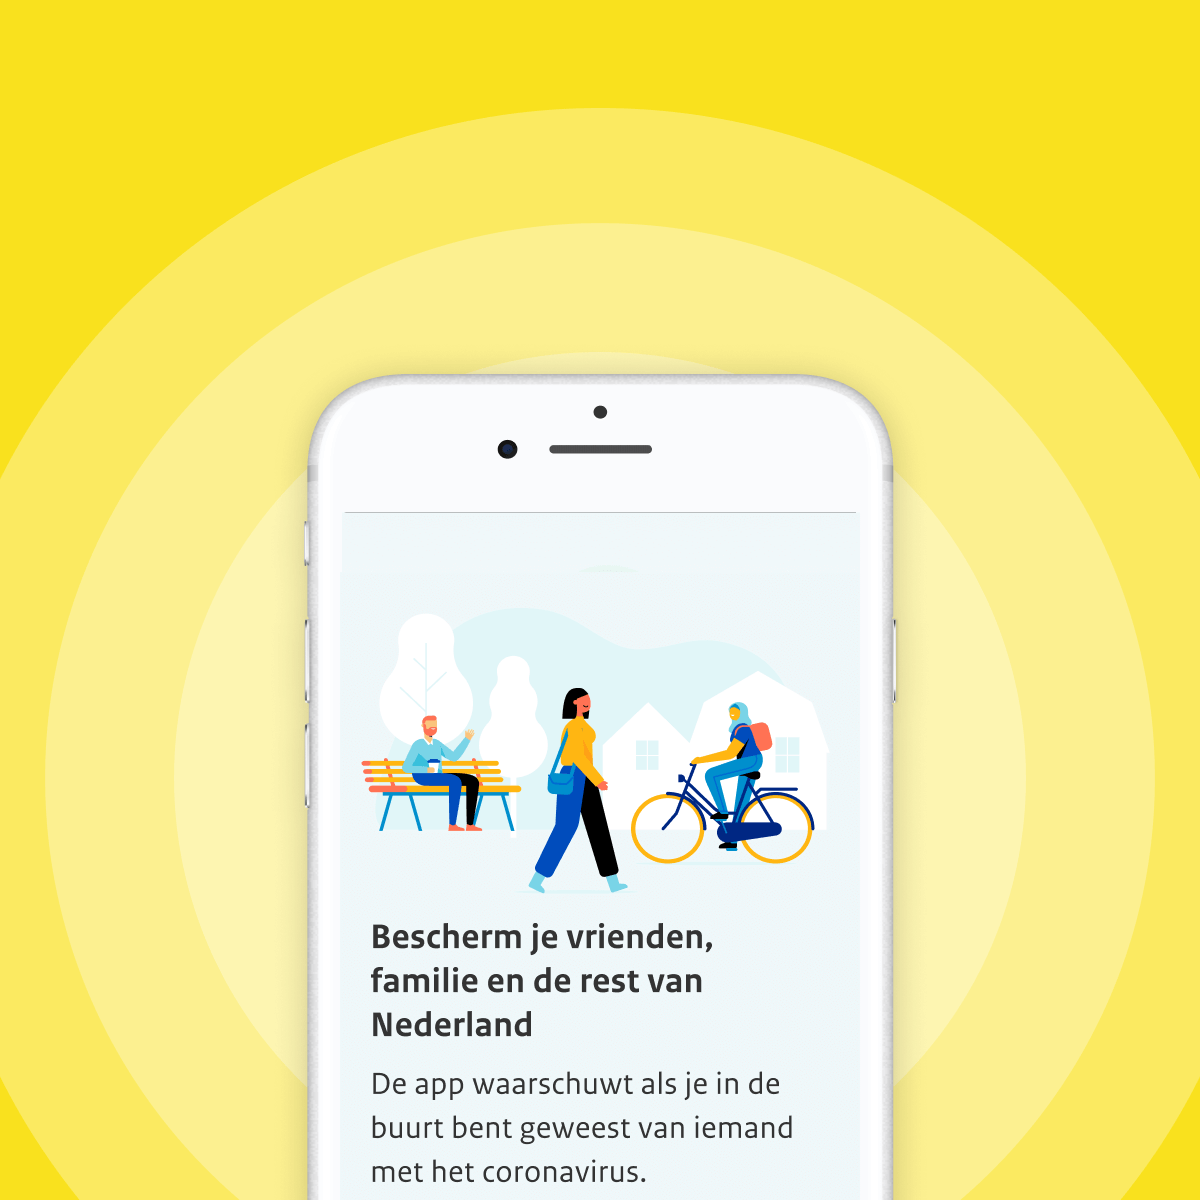 Bescherm je vrienden,
familie en de rest van
Nederland
De app waarschuwt als je in de
buurt bent geweest van iemand
met het coronavirus.